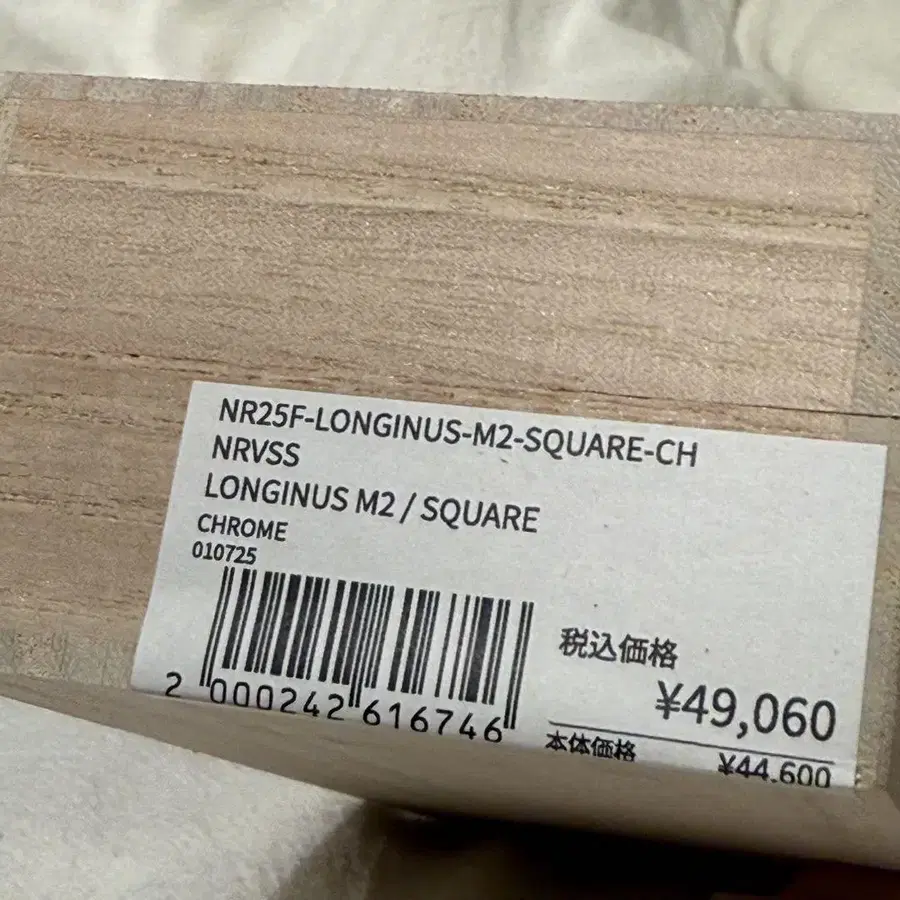 NR25F-LONGINUS-M2-SQUARE-CH
NRVSS
LONGINUS M2 / SQUARE
CHROME
010725
2 000242 616746
税込価格
¥49,060
本体価格
¥44,600